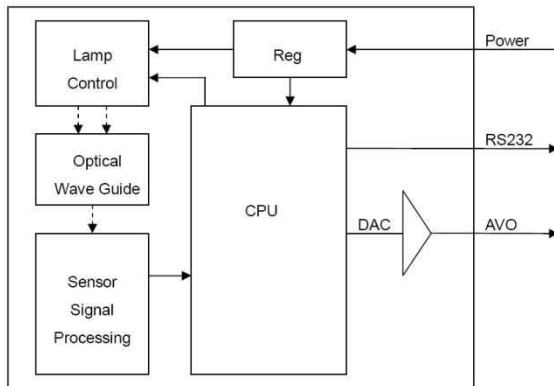 Lamp
Control
Reg
Power
Optical
Wave Guide
CPU
RS232
DAC
AVO
Sensor
Signal
Processing